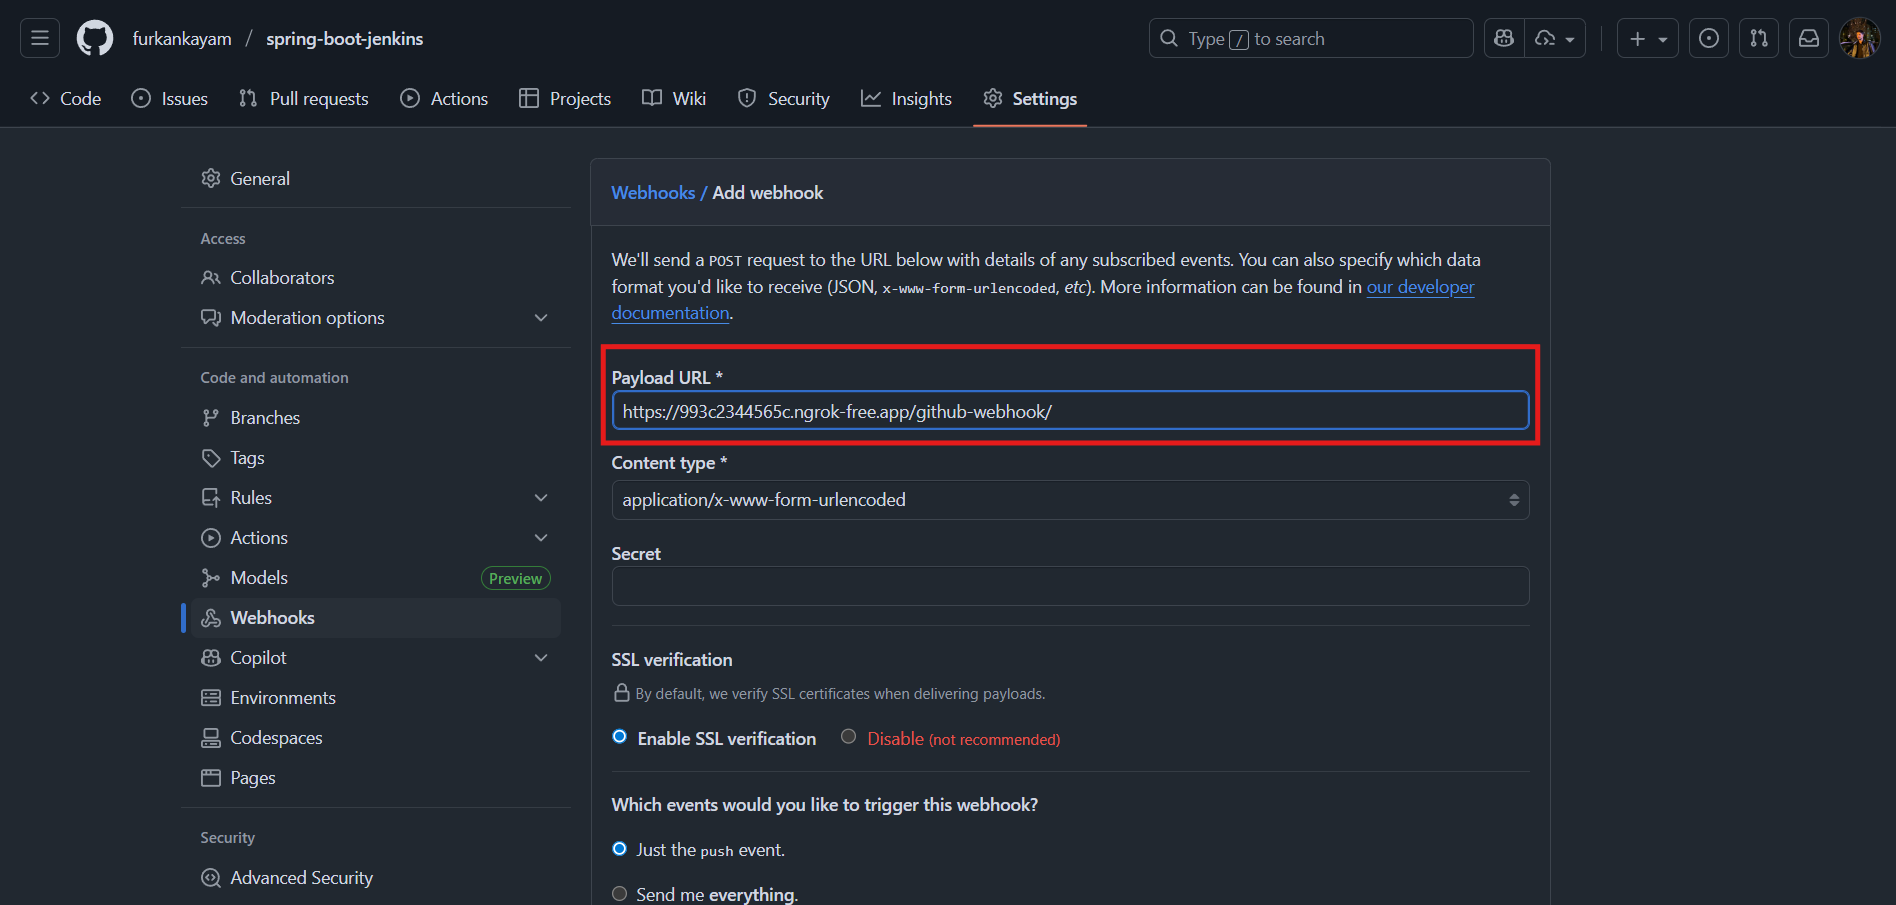 furkankayam / spring-boot-jenkins
Type / to search
Code Issues Pull requests Actions Projects Wiki Security Insights Settings
General
Access
Collaborators
Moderation options
Code and automation
Branches
Tags
Rules
Actions
Models Preview
Webhooks
Copilot
Environments
Codespaces
Pages
Security
Advanced Security
Webhooks / Add webhook
We'll send a POST request to the URL below with details of any subscribed events. You can also specify which data
format you'd like to receive (JSON, x-www-form-urlencoded, etc). More information can be found in our developer
documentation.
Payload URL *
https://993c2344565c.ngrok-free.app/github-webhook/
Content type *
application/x-www-form-urlencoded
Secret
SSL verification
By default, we verify SSL certificates when delivering payloads.
Enable SSL verification Disable (not recommended)
Which events would you like to trigger this webhook?
Just the push event.
Send me everything.